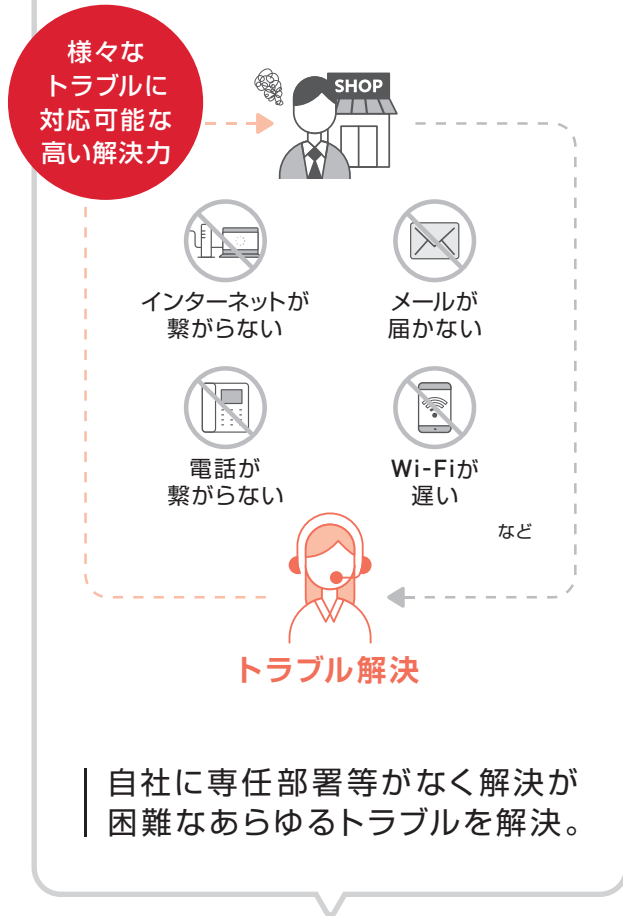 様々な
トラブルに
対応可能な
高い解決力
SHOP
インターネットが
繋がらない
メールが
届かない
電話が
繋がらない
Wi-Fiが
遅い
など
トラブル解決
自社に専任部署等がなく解決が
困難なあらゆるトラブルを解決。